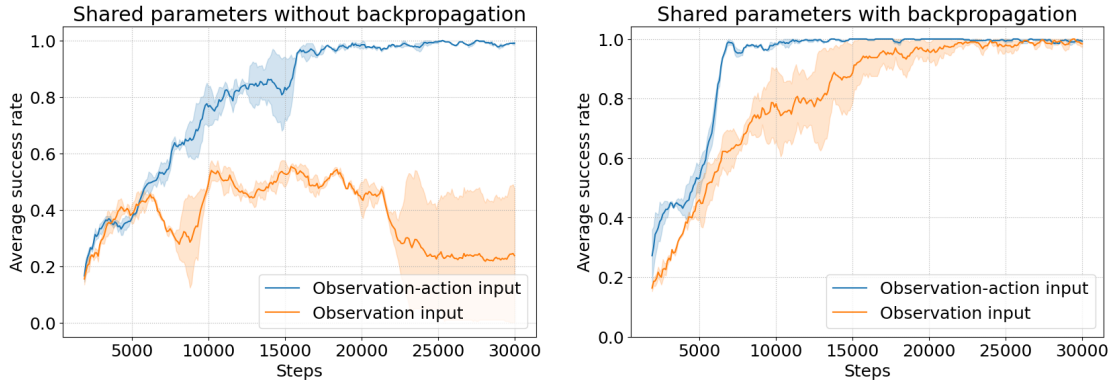 Shared parameters without backpropagation
Average success rate
1.0
0.8
0.6
0.4
0.2
0.0
Observation-action input
Observation input
5000 10000 15000 20000 25000 30000
Steps
Shared parameters with backpropagation
Average success rate
1.0
0.8
0.6
0.4
0.2
0.0
Observation-action input
Observation input
5000 10000 15000 20000 25000 30000
Steps